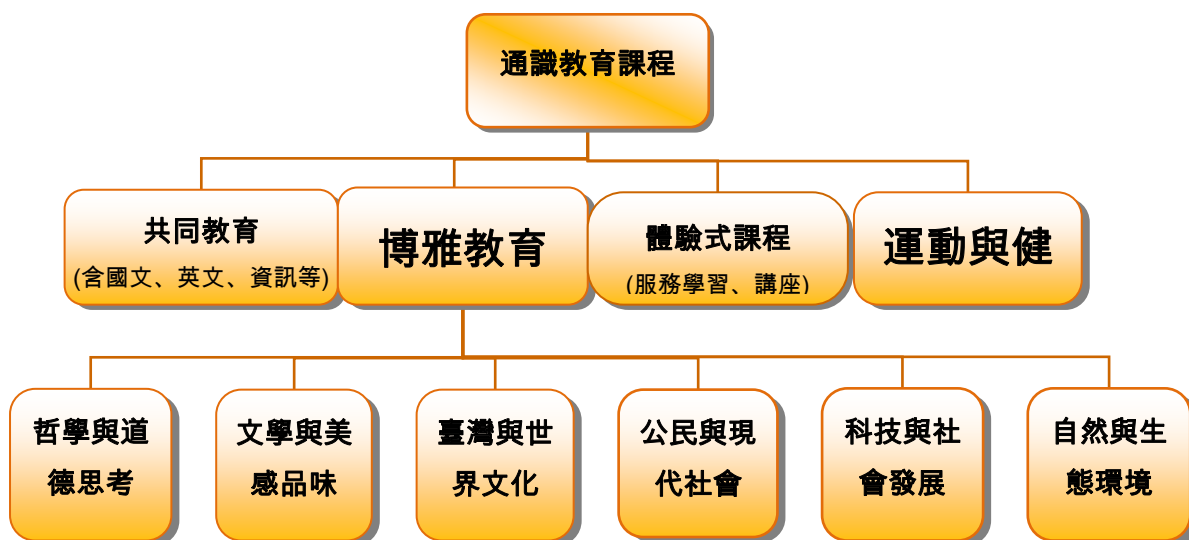 通識教育課程
共同教育
(含國文、英文、資訊等)
博雅教育
體驗式課程
(服務學習、講座)
運動與健
哲學與道
德思考
文學與美
感品味
臺灣與世
界文化
公民與現
代社會
科技與社
會發展
自然與生
態環境